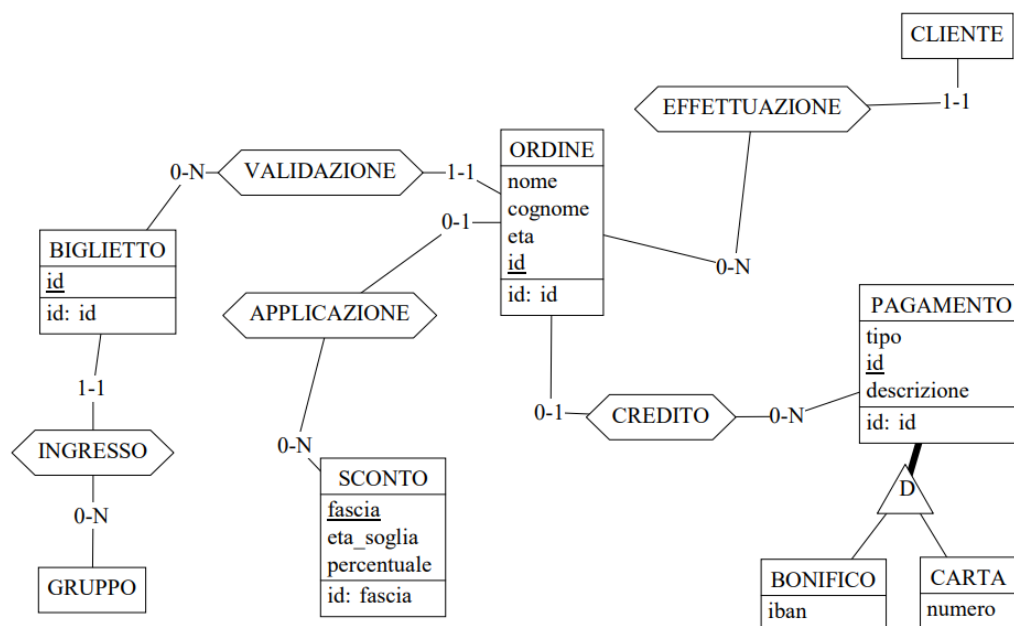 CLIENTE
1-1
EFFETTUAZIONE
0-N
ORDINE
nome
cognome
eta
id
id: id
1-1
VALIDAZIONE
0-N
BIGLIETTO
id
id: id
0-1
APPLICAZIONE
0-N
SCONTO
fascia
eta_soglia
percentuale
id: fascia
1-1
INGRESSO
0-N
GRUPPO
0-1
CREDITO
0-N
PAGAMENTO
tipo
id
descrizione
id: id
D
BONIFICO
iban
CARTA
numero